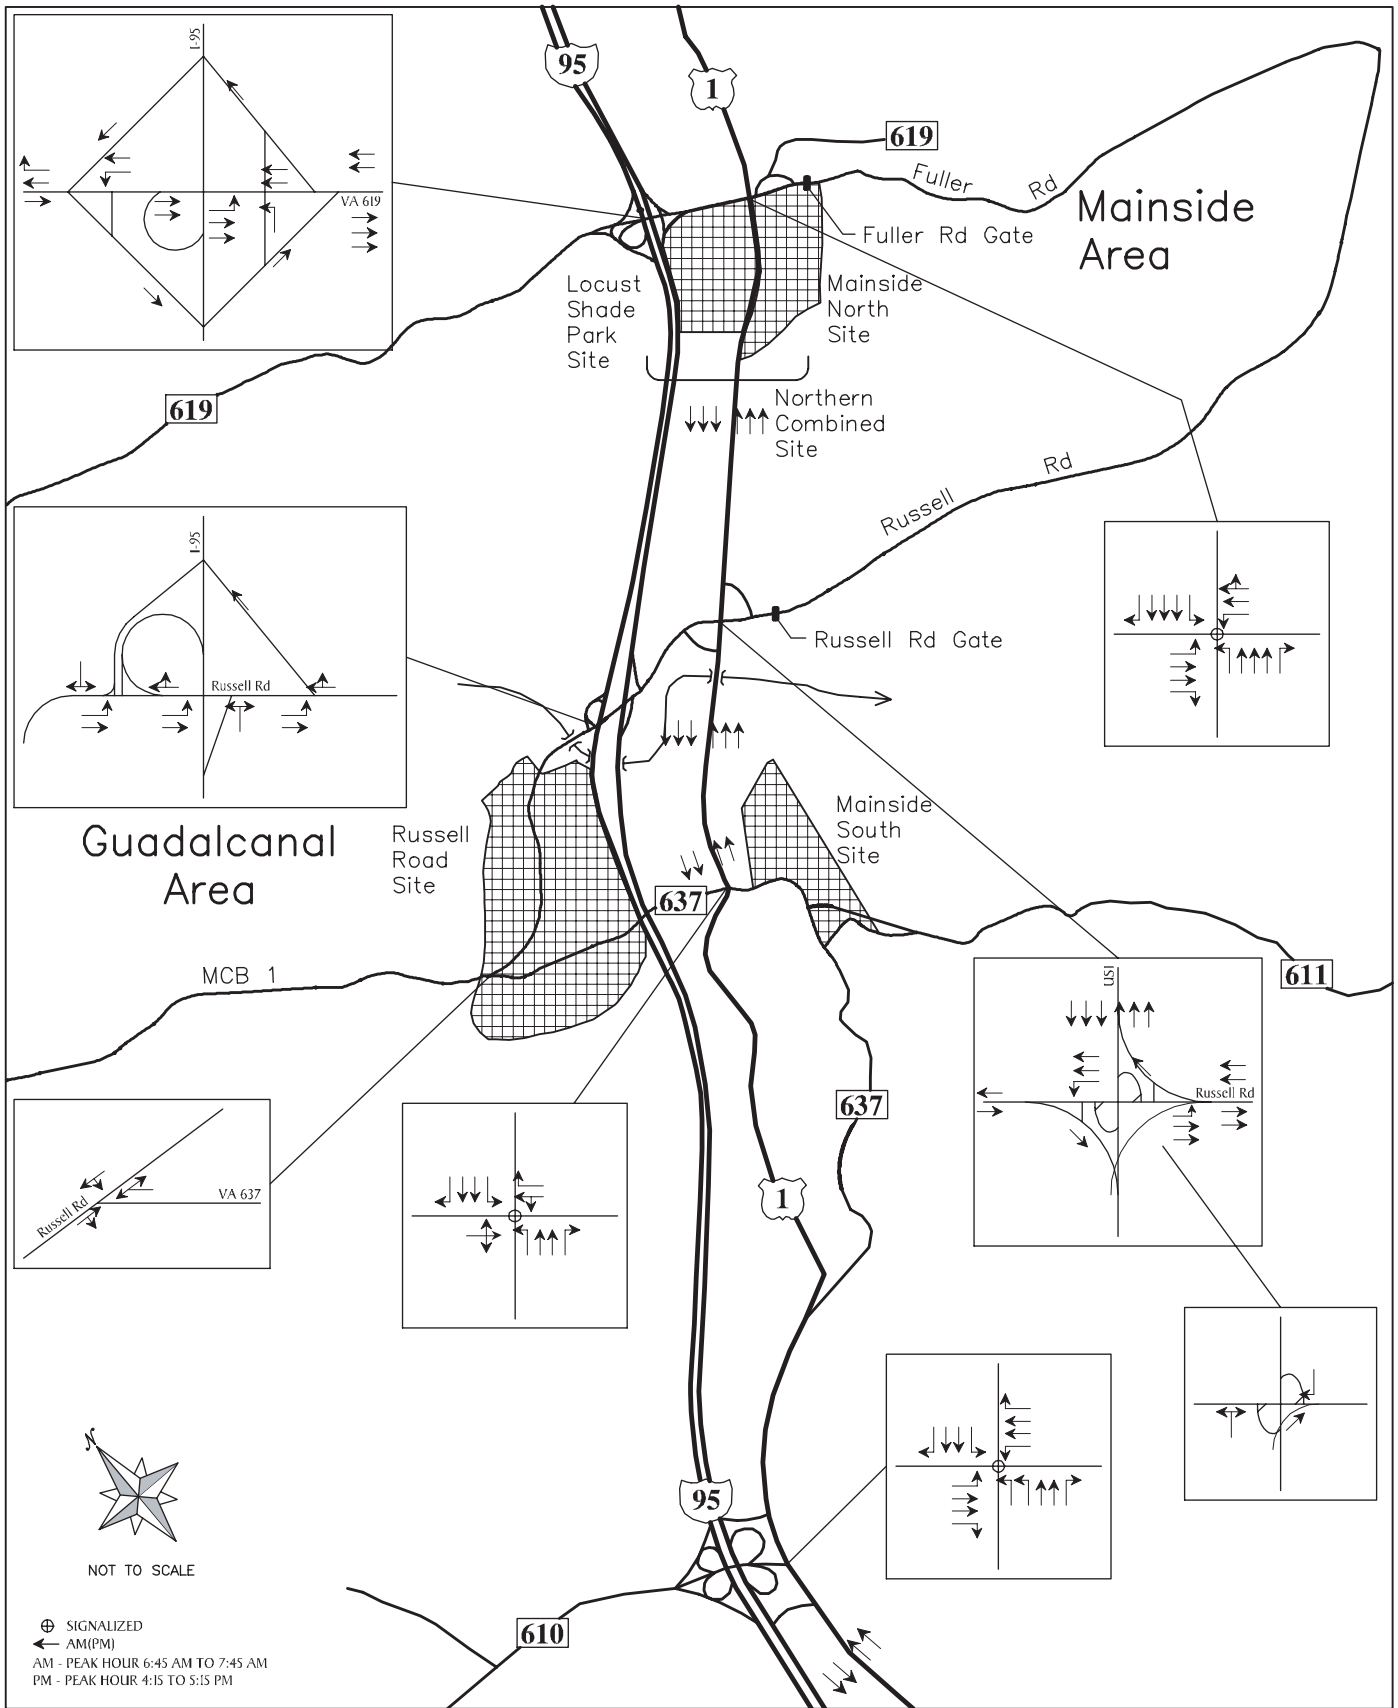 I-95
VA 619
95
1
619
Fuller Rd
Mainside
Area
Fuller Rd Gate
Locust
Shade
Park
Site
Mainside
North
Site
619
Northern
Combined
Site
Russell Rd
I-95
Russell Rd
Russell Rd Gate
Guadalcanal
Area
Russell
Road
Site
Mainside
South
Site
637
MCB 1
611
US1
Russell Rd
637
Russell Rd
VA 637
1
95
N
NOT TO SCALE
610
SIGNALIZED
AM(PM)
AM - PEAK HOUR 6:45 AM TO 7:45 AM
PM - PEAK HOUR 4:15 TO 5:15 PM